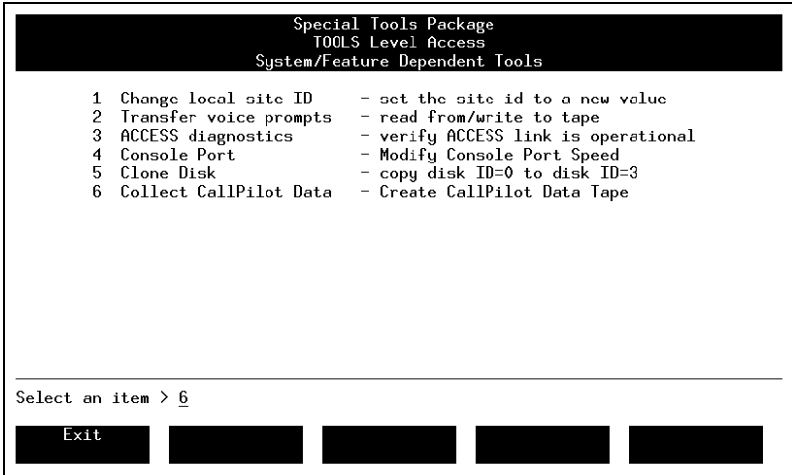 Special Tools Package
TOOLS Level Access
System/Feature Dependent Tools
1 Change local site ID - set the site id to a new value
2 Transfer voice prompts - read from/write to tape
3 ACCESS diagnostics - verify ACCESS link is operational
4 Console Port - Modify Console Port Speed
5 Clone Disk - copy disk ID=0 to disk ID=3
6 Collect CallPilot Data - Create CallPilot Data Tape
Select an item > 6
Exit